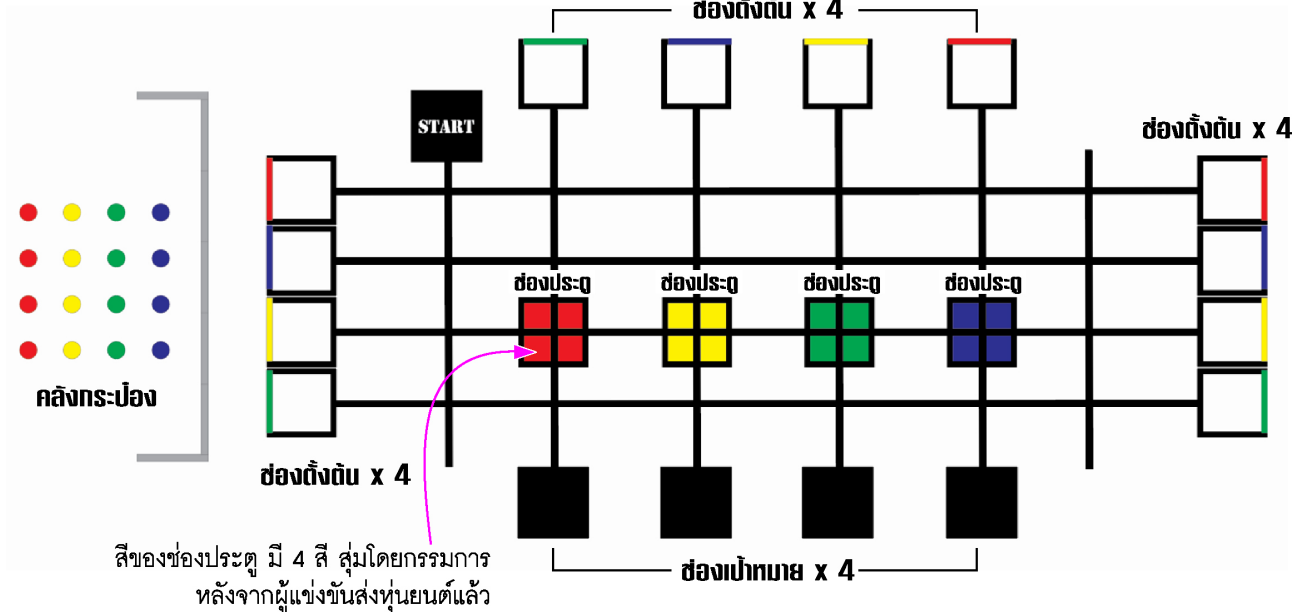 ช่องตั้งต้น x 4
START
ช่องตั้งต้น x 4
ช่องประตู ช่องประตู ช่องประตู ช่องประตู
คลังกระป๋อง
ช่องตั้งต้น x 4
สีของช่องประตู มี 4 สี สุ่มโดยกรรมการ
หลังจากผู้แข่งขันส่งหุ่นยนต์แล้ว
ช่องเป้าหมาย x 4